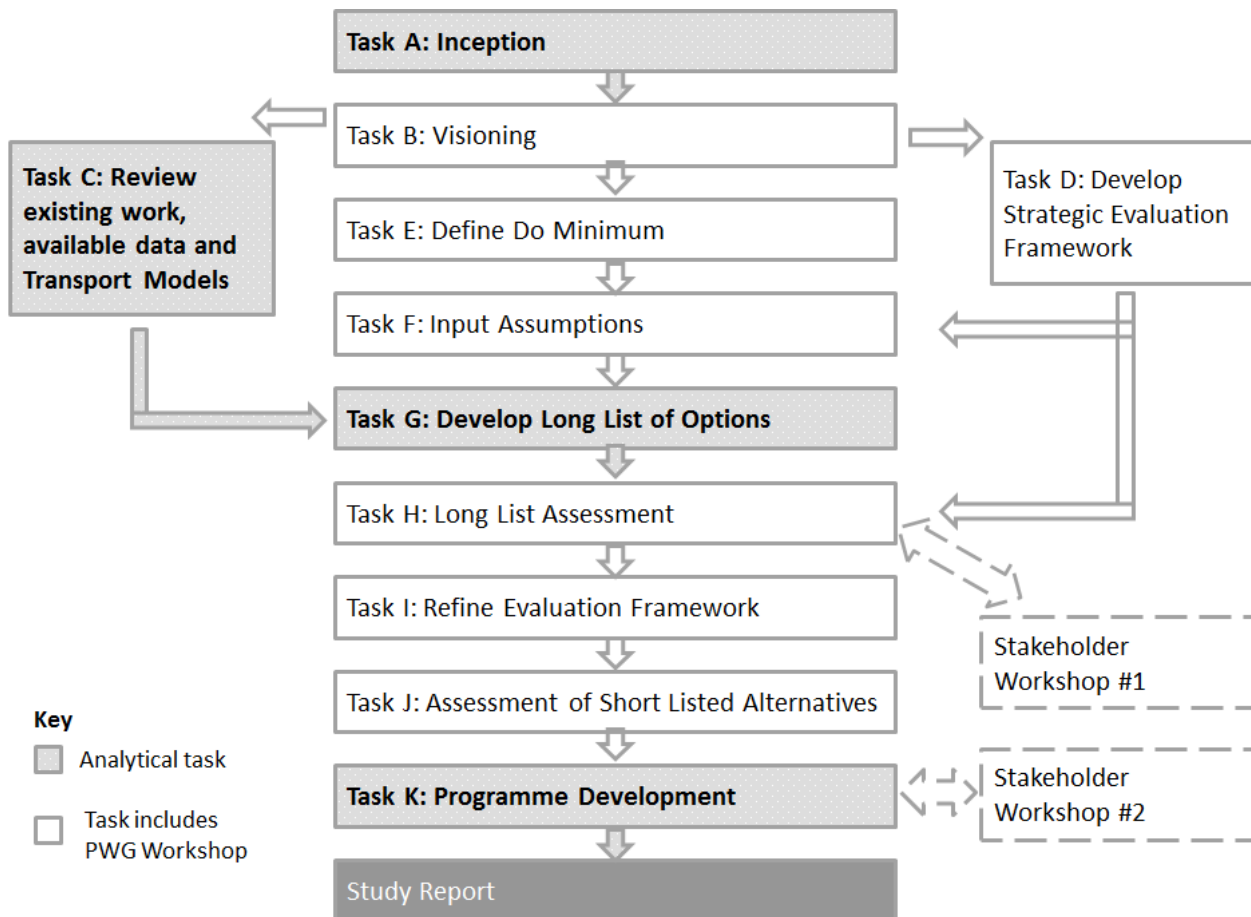 Task A: Inception
Task B: Visioning
Task C: Review
existing work,
available data and
Transport Models
Task D: Develop
Strategic Evaluation
Framework
Task E: Define Do Minimum
Task F: Input Assumptions
Task G: Develop Long List of Options
Task H: Long List Assessment
Task I: Refine Evaluation Framework
Stakeholder
Workshop #1
Task J: Assessment of Short Listed Alternatives
Key
Analytical task
Task includes
PWG Workshop
Task K: Programme Development
Stakeholder
Workshop #2
Study Report